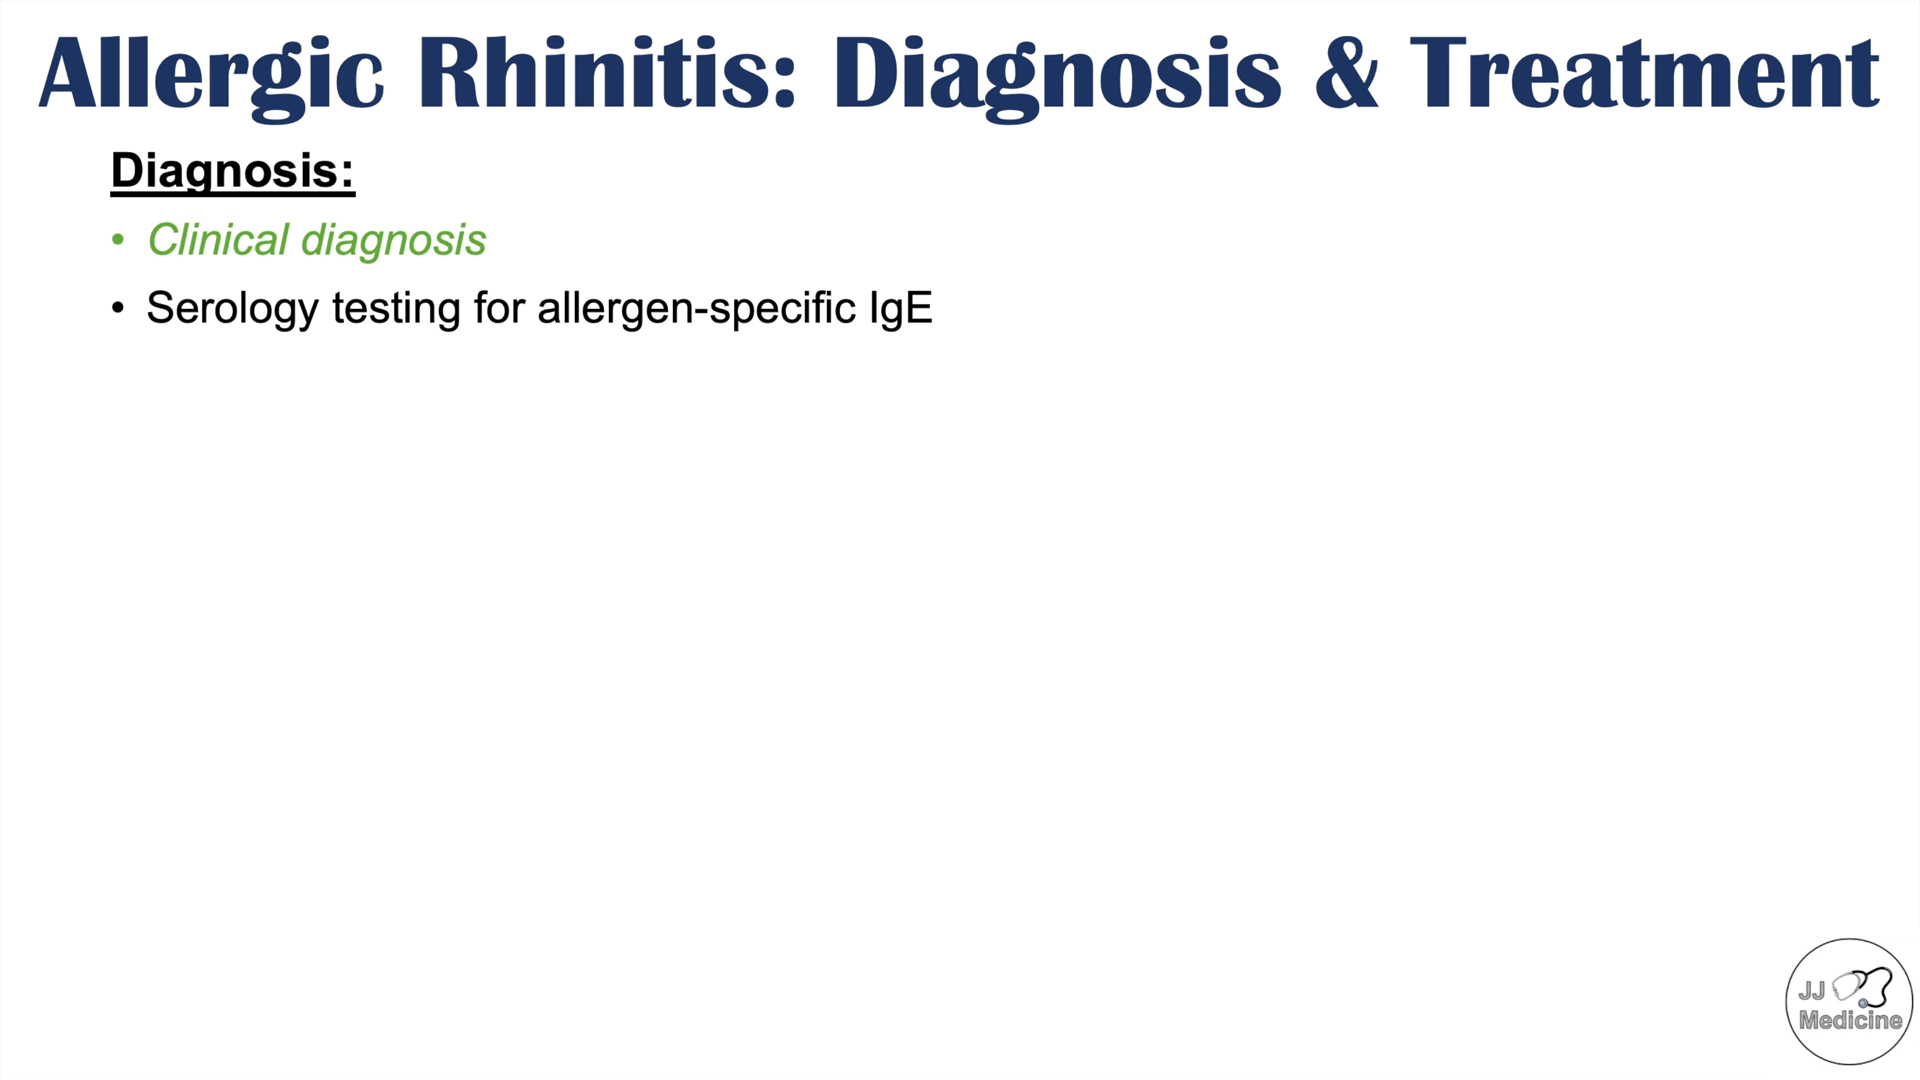 Allergic Rhinitis: Diagnosis & Treatment
Diagnosis:
• Clinical diagnosis
• Serology testing for allergen-specific IgE
JJ
Medicine